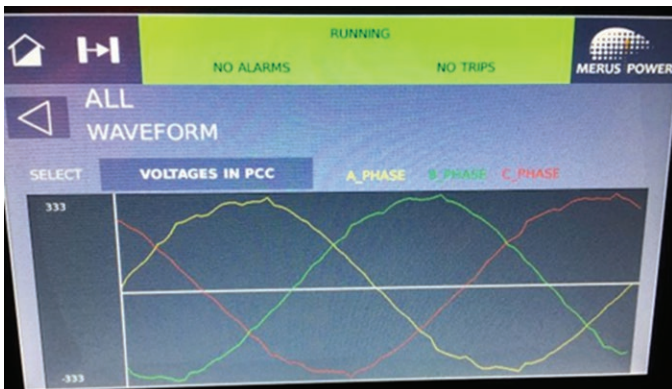 RUNNING
NO ALARMS NO TRIPS
MERUS POWER
ALL
WAVEFORM
SELECT VOLTAGES IN PCC A_PHASE B_PHASE C_PHASE
333
-333